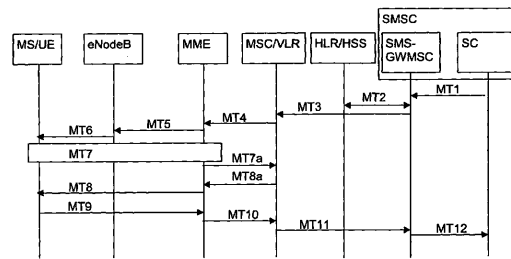 SMSC
MS/UE
eNodeB
MME
MSC/VLR
HLR/HSS
SMS-
GWMSC
SC
MT1
MT2
MT3
MT4
MT5
MT6
MT7
MT7a
MT8a
MT8
MT9
MT10
MT11
MT12